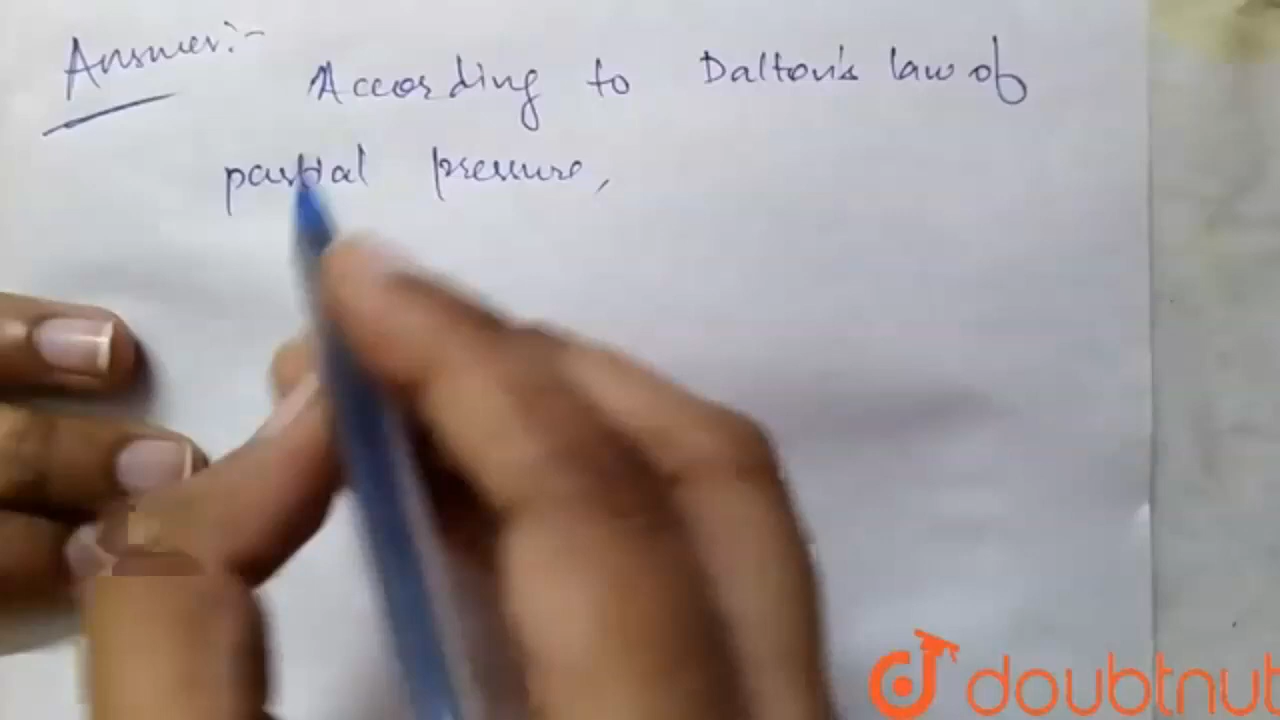 Answer:-
According to Dalton's law of
partial pressure,
doubtnut